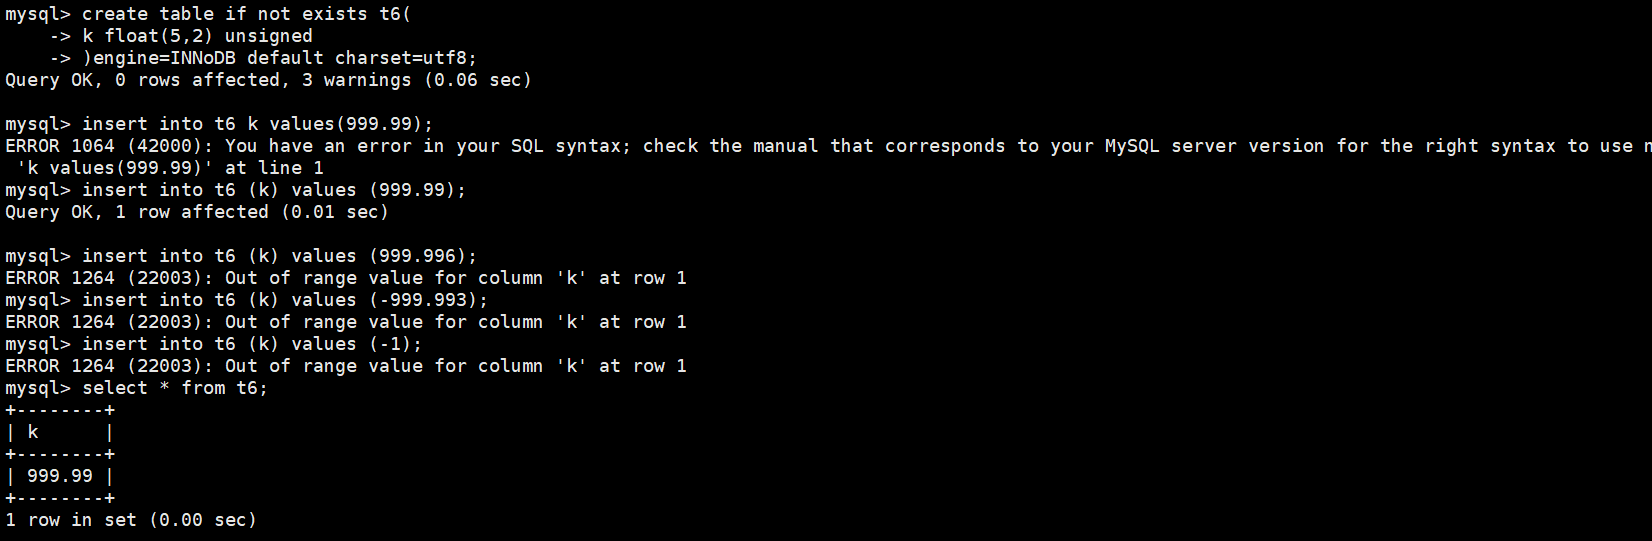 mysql> create table if not exists t6(
    -> k float(5,2) unsigned
    -> )engine=INNoDB default charset=utf8;
Query OK, 0 rows affected, 3 warnings (0.06 sec)

mysql> insert into t6 k values(999.99);
ERROR 1064 (42000): You have an error in your SQL syntax; check the manual that corresponds to your MySQL server version for the right syntax to use
 'k values(999.99)' at line 1
mysql> insert into t6 (k) values (999.99);
Query OK, 1 row affected (0.01 sec)

mysql> insert into t6 (k) values (999.996);
ERROR 1264 (22003): Out of range value for column 'k' at row 1
mysql> insert into t6 (k) values (-999.993);
ERROR 1264 (22003): Out of range value for column 'k' at row 1
mysql> insert into t6 (k) values (-1);
ERROR 1264 (22003): Out of range value for column 'k' at row 1
mysql> select * from t6;
+--------+
| k      |
+--------+
| 999.99 |
+--------+
1 row in set (0.00 sec)